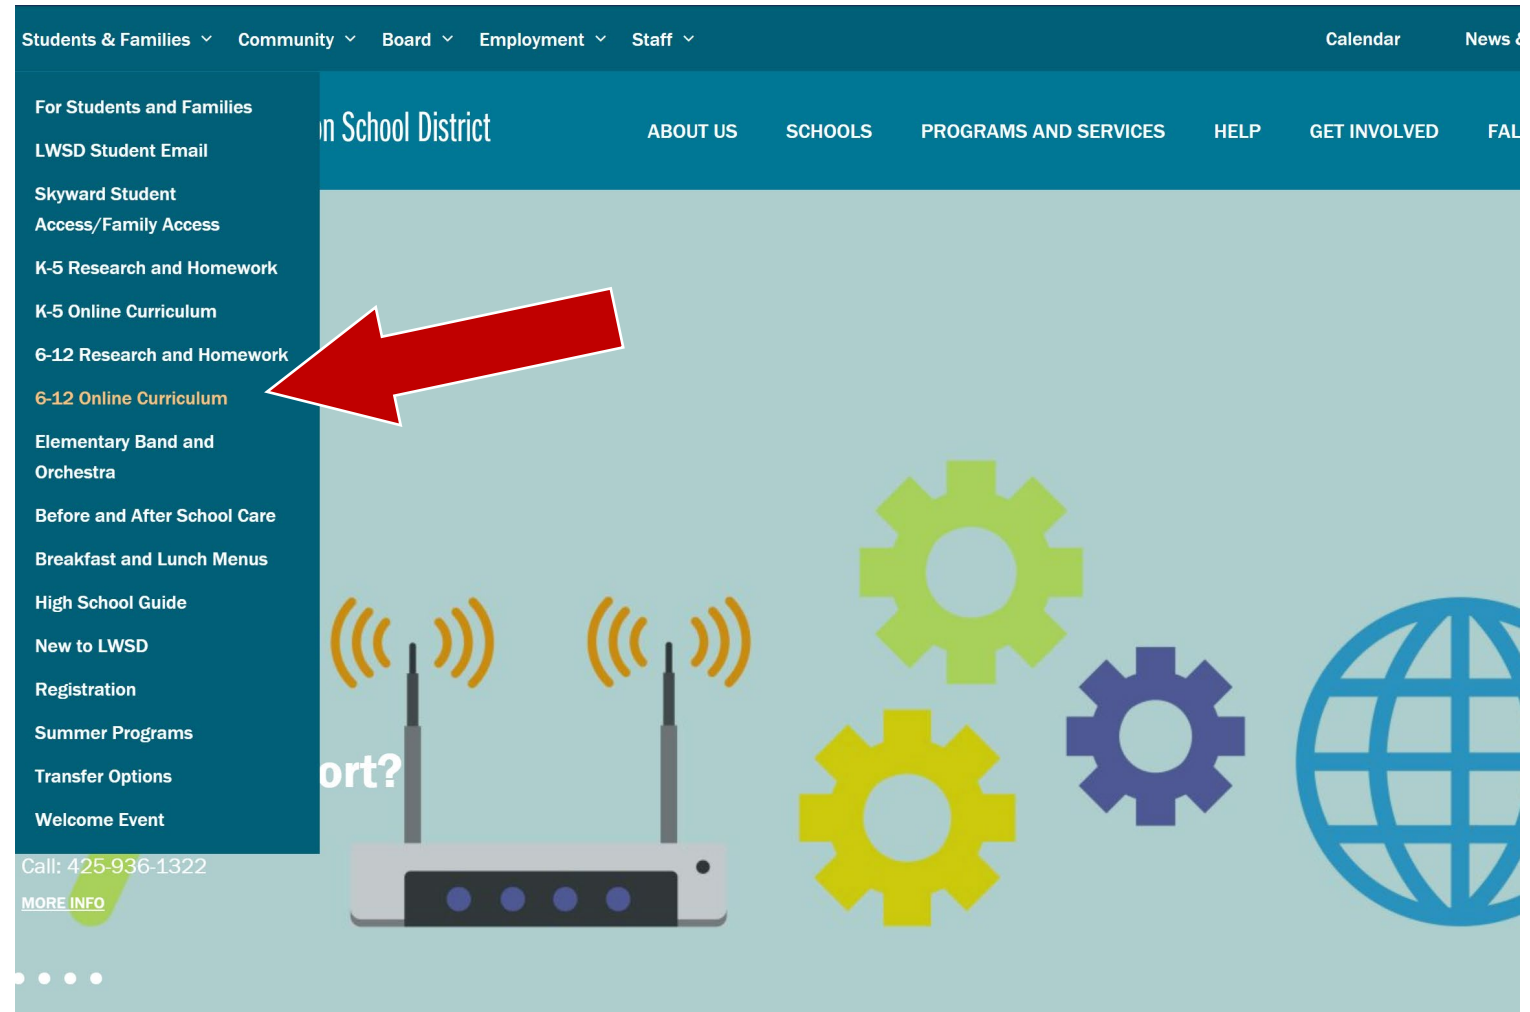 Students & Families Community Board Employment Staff Calendar News &
on School District ABOUT US SCHOOLS PROGRAMS AND SERVICES HELP GET INVOLVED
For Students and Families
LWSD Student Email
Skyward Student
Access/Family Access
K-5 Research and Homework
K-5 Online Curriculum
6-12 Research and Homework
6-12 Online Curriculum
Elementary Band and
Orchestra
Before and After School Care
Breakfast and Lunch Menus
High School Guide
New to LWSD
Registration
Summer Programs
Transfer Options
Welcome Event
ort?
Call: 425-936-1322
MORE INFO